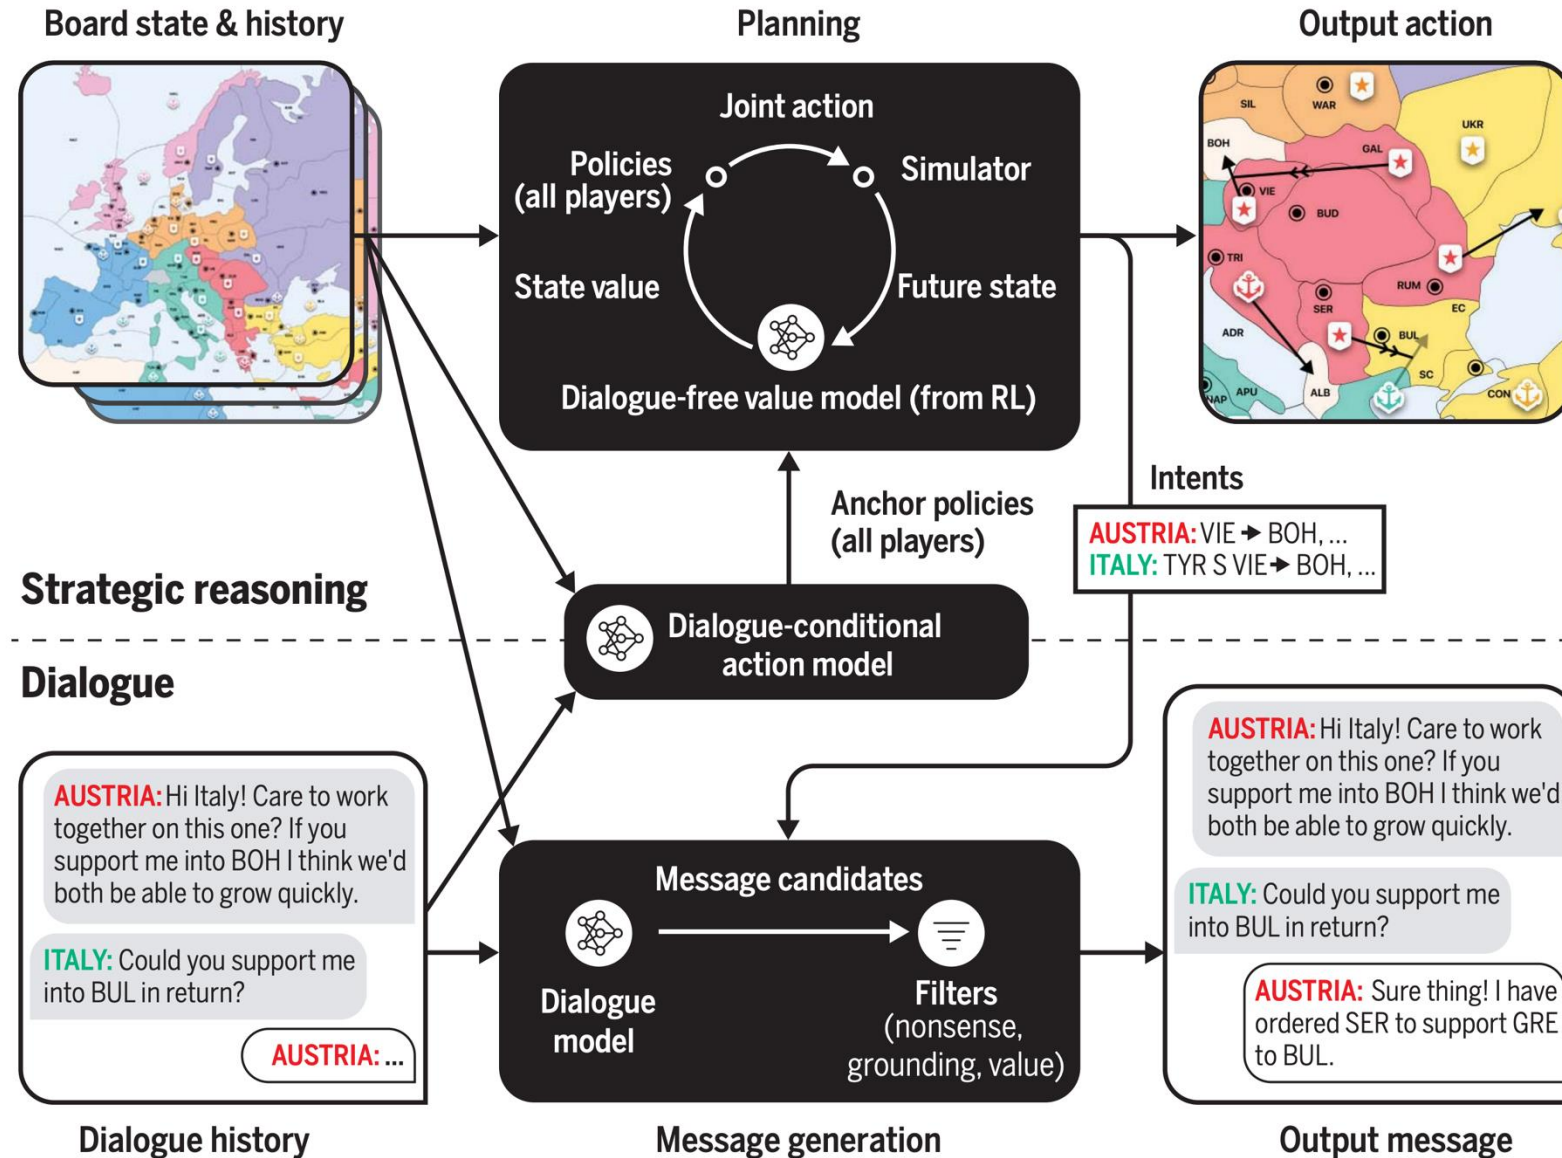 Board state & history
Planning
Output action
Joint action
Policies
(all players)
Simulator
State value
Future state
Dialogue-free value model (from RL)
SIL
WAR
UKR
BOH
GAL
VIE
BUD
TRI
RUM
SER
EC
ADR
BUL
SC
ALB
APU
NAP
CON
Anchor policies
(all players)
Intents
AUSTRIA: VIE → BOH, ...
ITALY: TYR S VIE → BOH, ...
Strategic reasoning
Dialogue-conditional
action model
Dialogue
AUSTRIA: Hi Italy! Care to work
together on this one? If you
support me into BOH I think we'd
both be able to grow quickly.
ITALY: Could you support me
into BUL in return?
AUSTRIA: ...
Message candidates
Dialogue
model
Filters
(nonsense,
grounding, value)
AUSTRIA: Hi Italy! Care to work
together on this one? If you
support me into BOH I think we'd
both be able to grow quickly.
ITALY: Could you support me
into BUL in return?
AUSTRIA: Sure thing! I have
ordered SER to support GRE
to BUL.
Dialogue history
Message generation
Output message